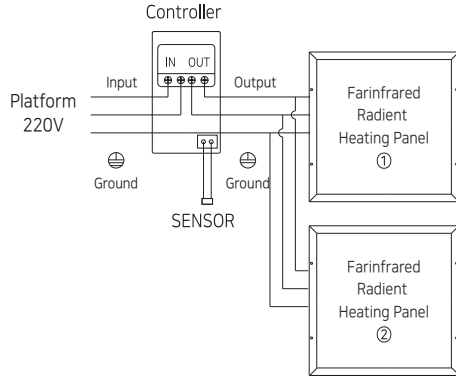 Controller
IN OUT
Input
Output
Platform
220V
Ground
Ground
SENSOR
Farinfrared
Radient
Heating Panel
①
Farinfrared
Radient
Heating Panel
②